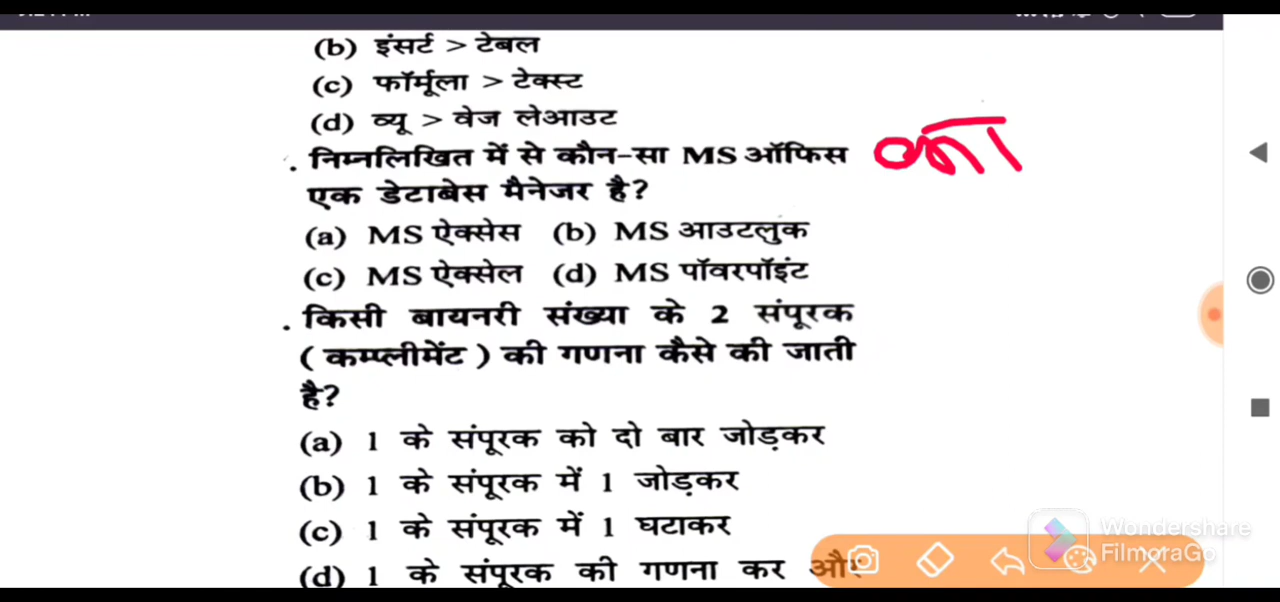 (b) इंसर्ट > टेबल
(c) फॉर्मूला > टेक्स्ट
(d) व्यू > वेज लेआउट
. निम्नलिखित में से कौन-सा MS ऑफिस
एक डेटाबेस मैनेजर है?
(a) MS ऐक्सेस (b) MS आउटलुक
(c) MS ऐक्सेल (d) MS पॉवरपॉइंट
. किसी बायनरी संख्या के 2 संपूरक
(कम्प्लीमेंट) की गणना कैसे की जाती
है?
(a) 1 के संपूरक को दो बार जोड़कर
(b) 1 के संपूरक में 1 जोड़कर
(c) 1 के संपूरक में 1 घटाकर
(d) 1 के संपूरक की गणना कर और
Wondershare
FilmoraGo